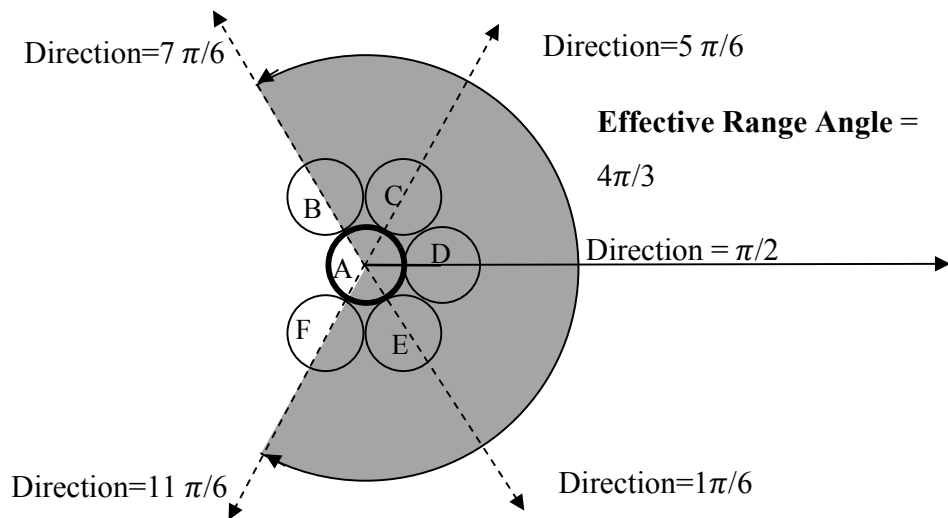 Direction=7 π/6
Direction=5 π/6
Effective Range Angle =
4π/3
B
C
Direction = π/2
A
D
F
E
Direction=11 π/6
Direction=1π/6